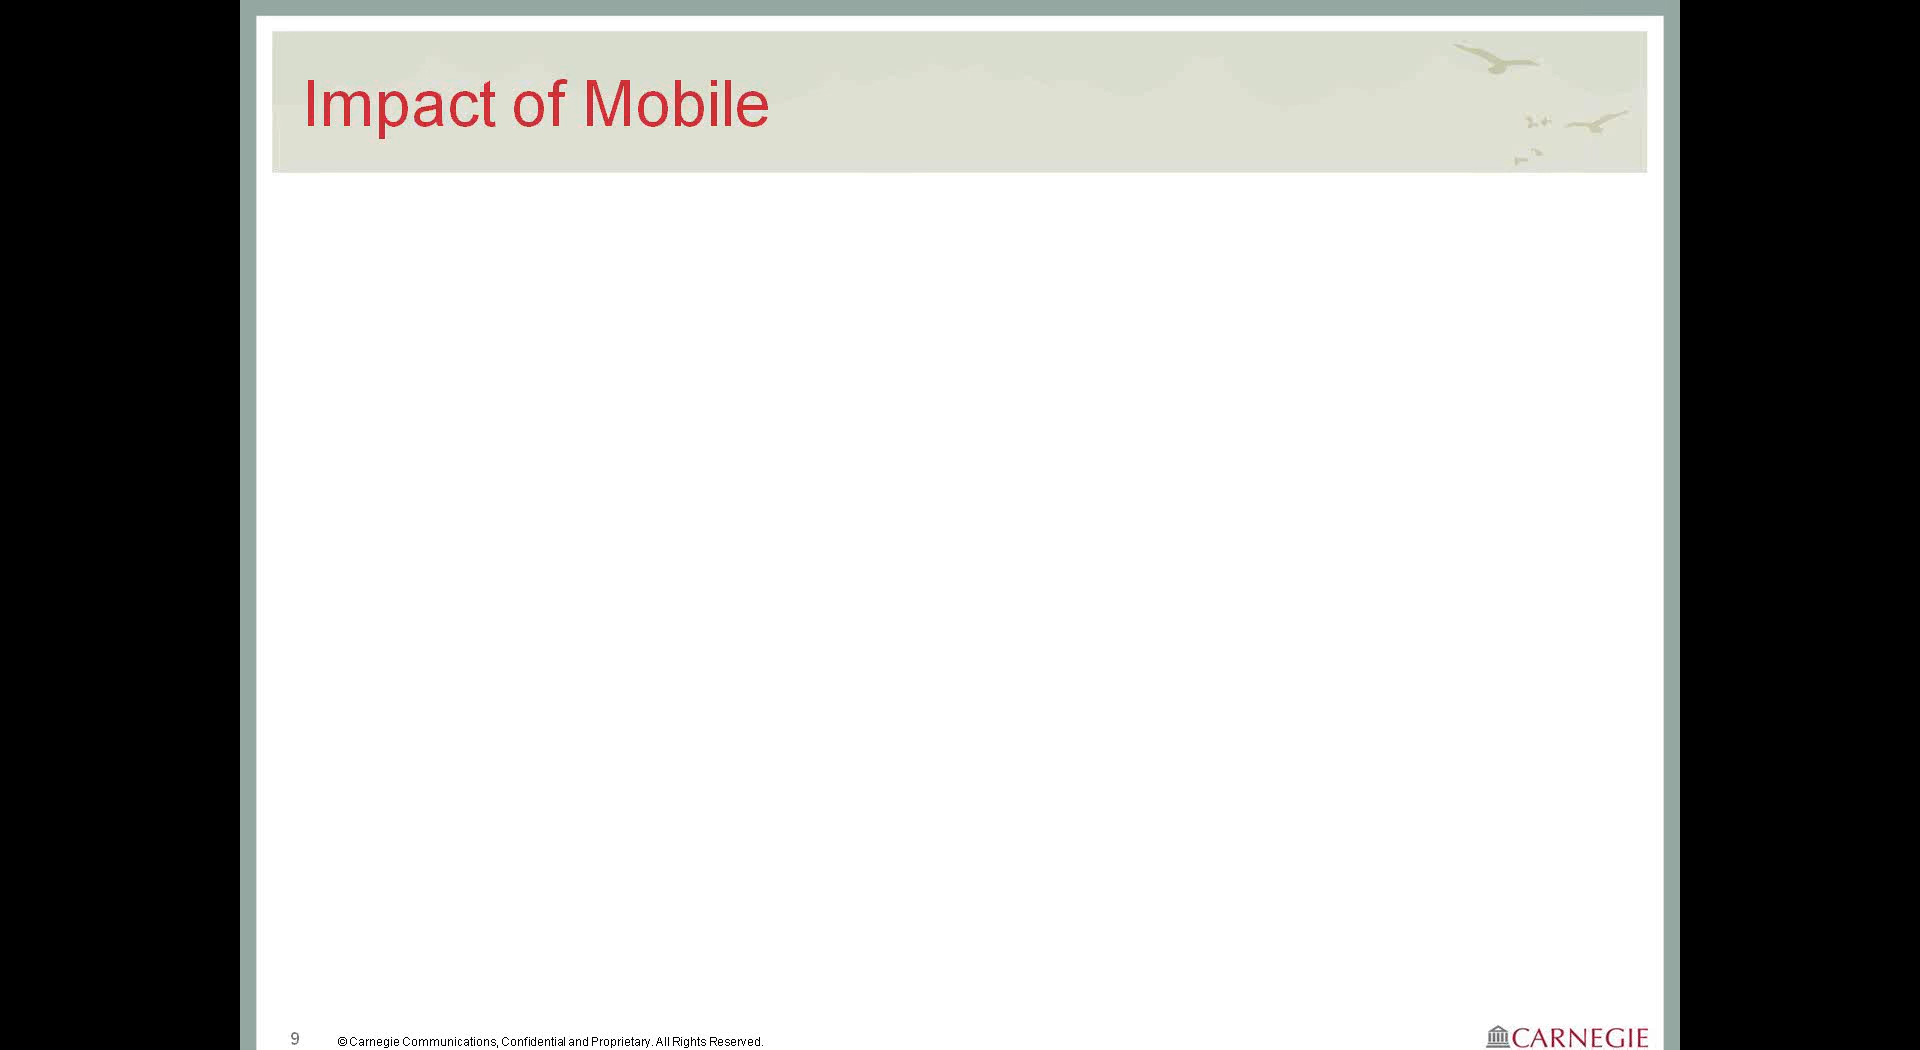 Impact of Mobile
9
© Carnegie Communications, Confidential and Proprietary. All Rights Reserved.
CARNEGIE